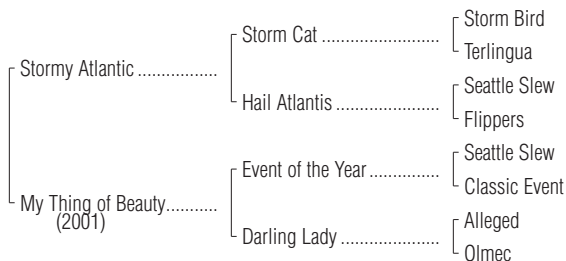 Storm Bird
Storm Cat ........................
Terlingua
Stormy Atlantic ................
Seattle Slew
Hail Atlantis .....................
Flippers
Seattle Slew
Event of the Year ..............
Classic Event
My Thing of Beauty..........
(2001)
Alleged
Darling Lady ....................
Olmec